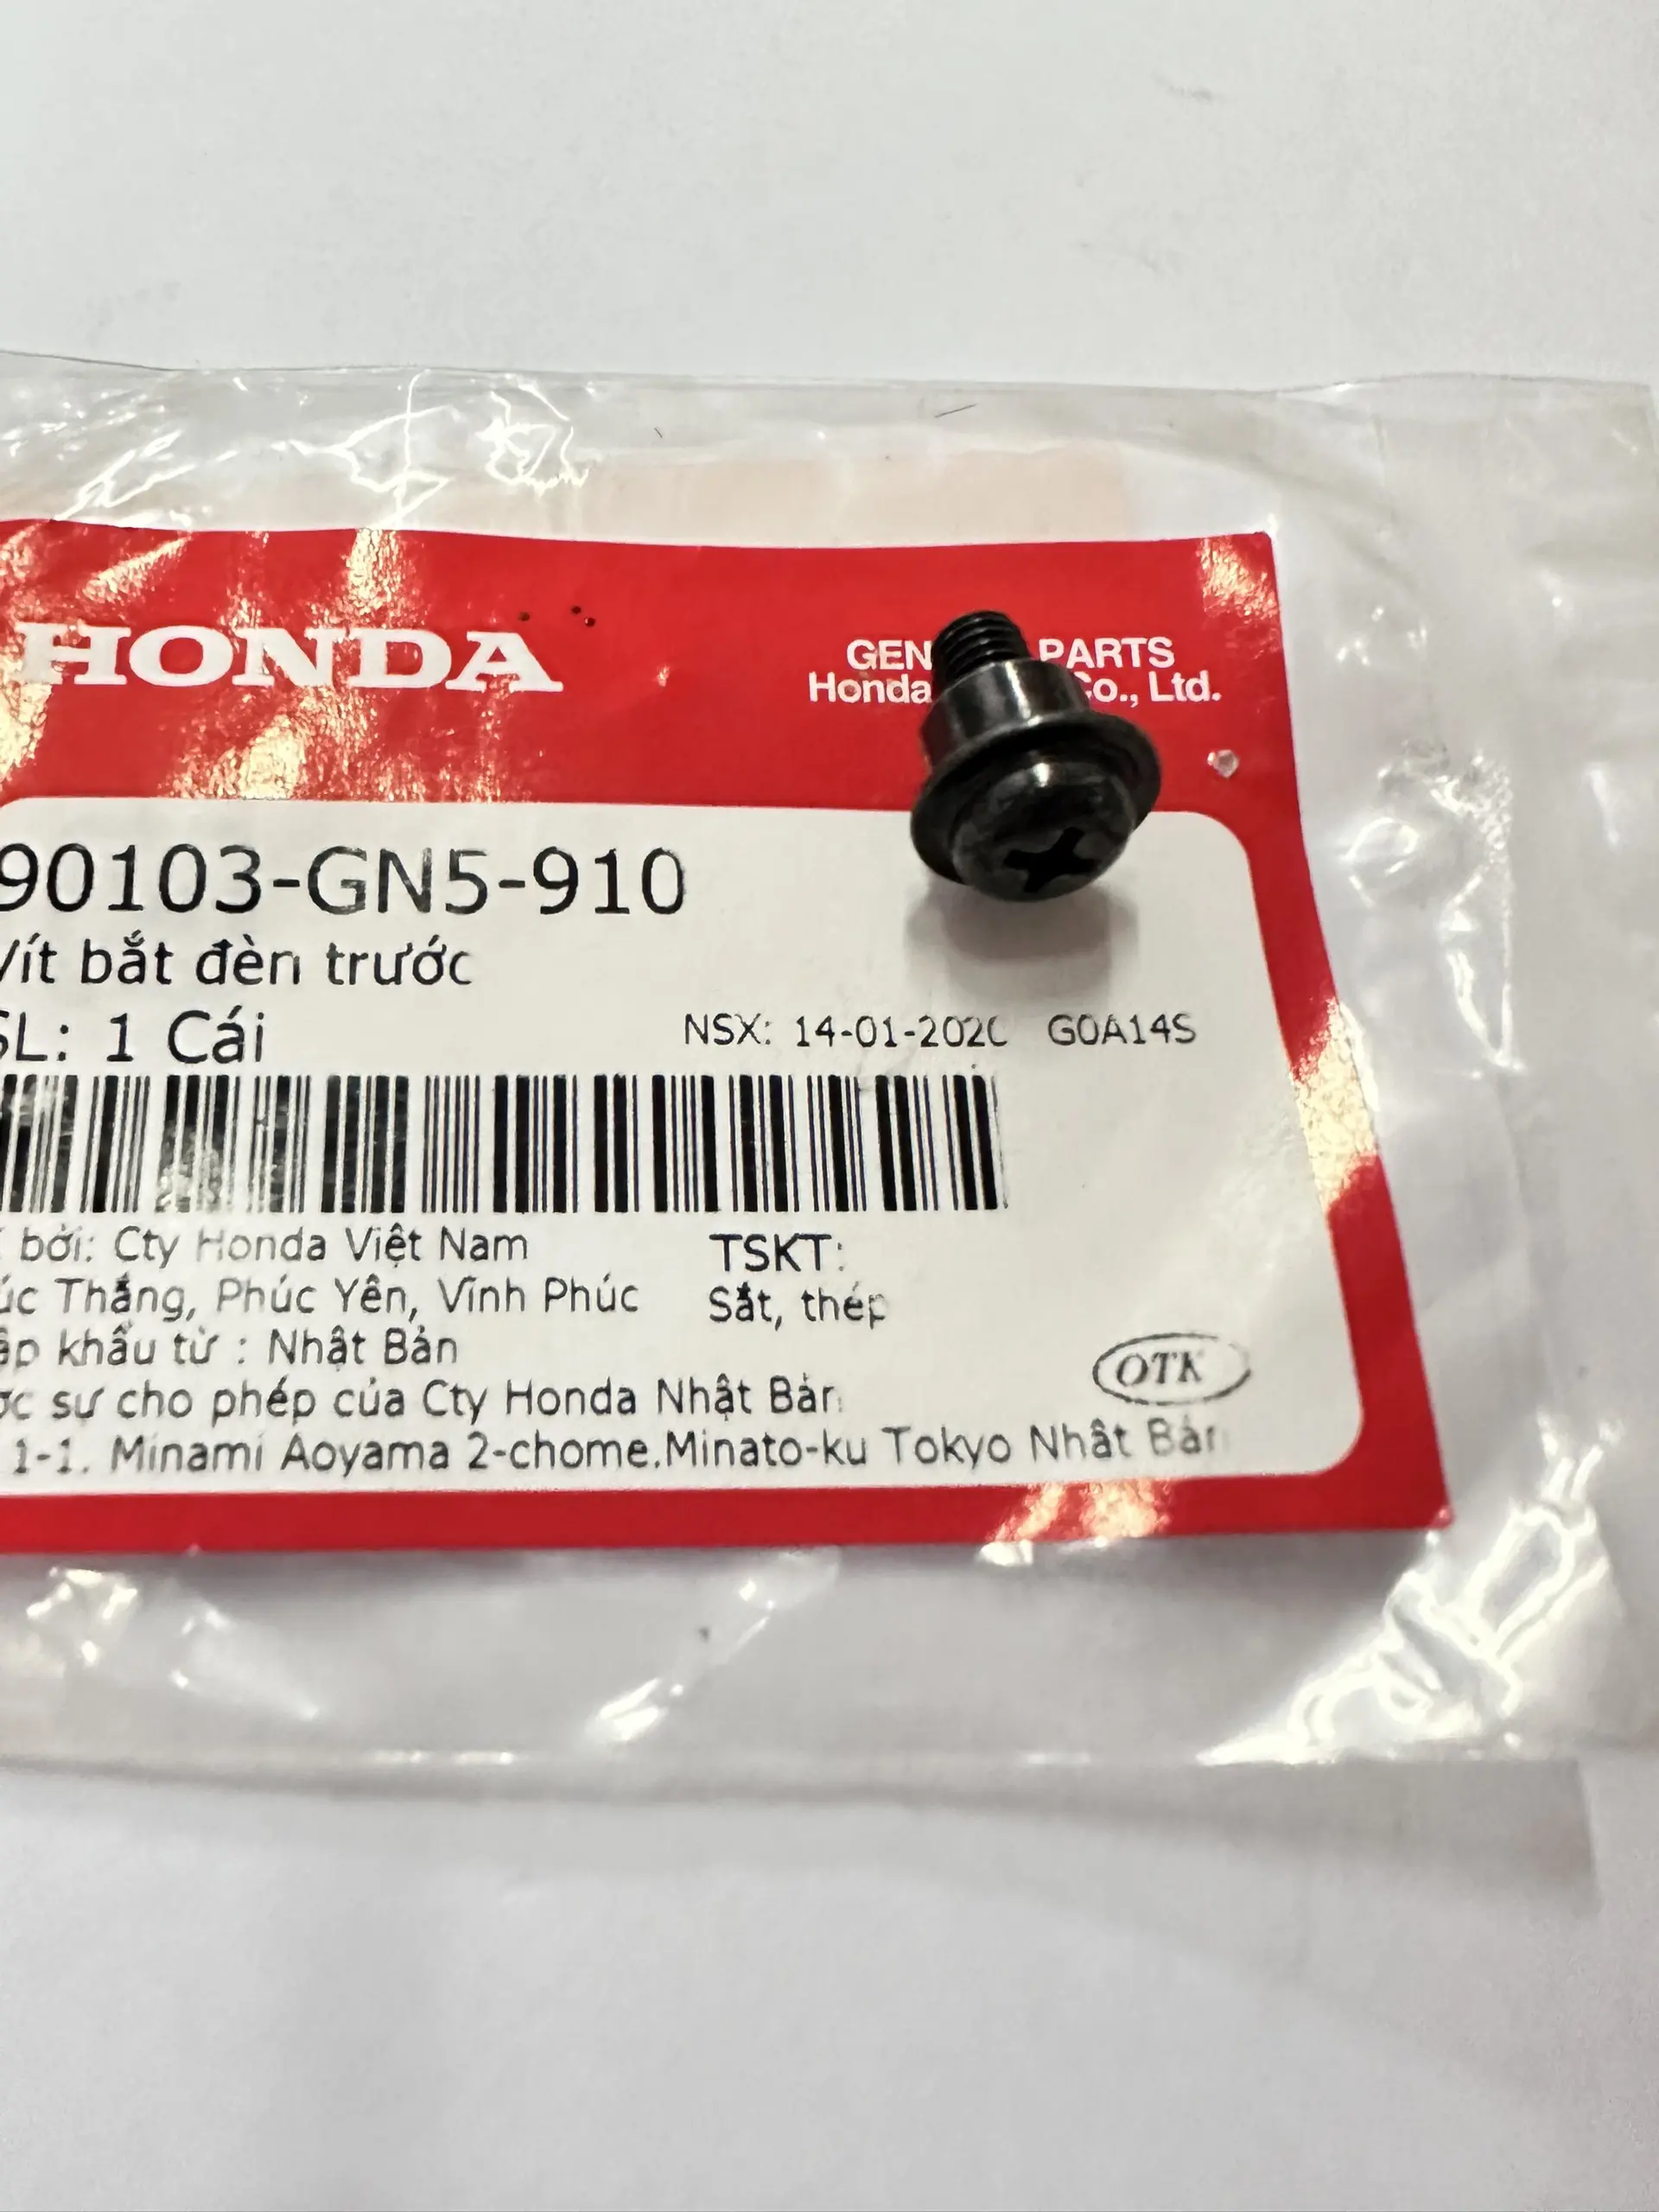 HONDA
GEN PARTS
Honda Co., Ltd.
90103-GN5-910
Vít bắt đèn trước
SL: 1 Cái
NSX: 14-01-2020 G0A14S
bởi: Cty Honda Việt Nam
úc Thắng, Phúc Yên, Vĩnh Phúc
ập khẩu từ : Nhật Bản
ợc sự cho phép của Cty Honda Nhật Bản
1-1. Minami Aoyama 2-chome.Minato-ku Tokyo Nhật Bản
TSKT:
Sắt, thép
OTK